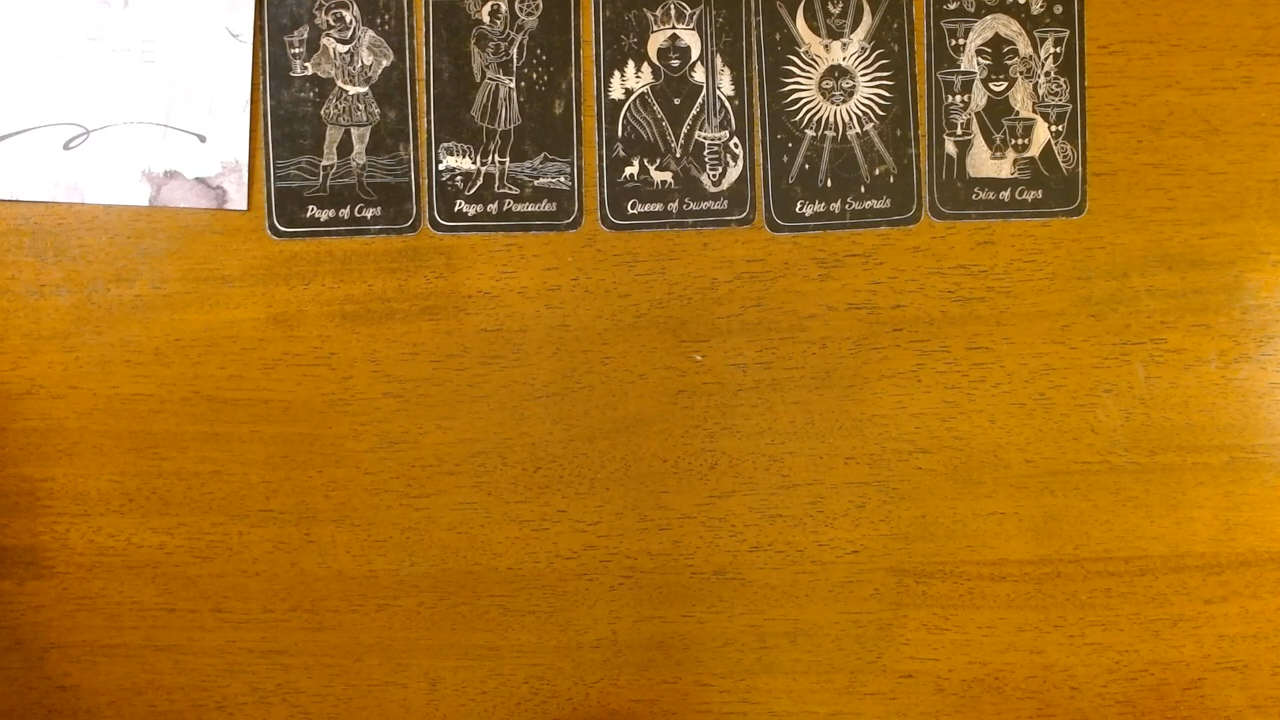 Page of Cups
Page of Pentacles
Queen of Swords
Eight of Swords
Six of Cups